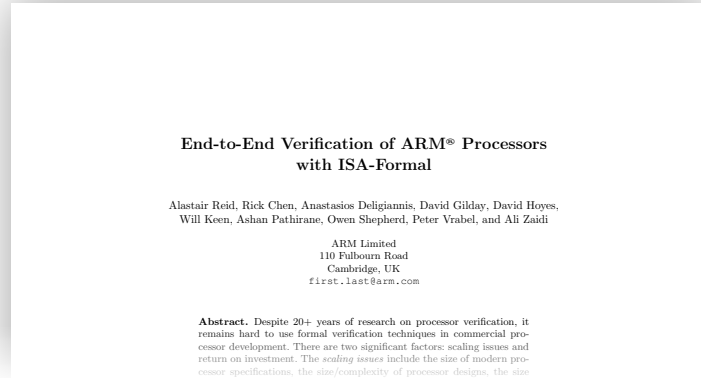 End-to-End Verification of ARM® Processors
with ISA-Formal
Alastair Reid, Rick Chen, Anastasios Deligiannis, David Gilday, David Hoyes,
Will Keen, Ashan Pathirane, Owen Shepherd, Peter Vrabel, and Ali Zaidi
ARM Limited
110 Fulbourn Road
Cambridge, UK
first.last@arm.com
Abstract. Despite 20+ years of research on processor verification, it
remains hard to use formal verification techniques in commercial pro-
cessor development. There are two significant factors: scaling issues and
return on investment. The scaling issues include the size of modern pro-
cessor specifications, the size/complexity of processor designs, the size